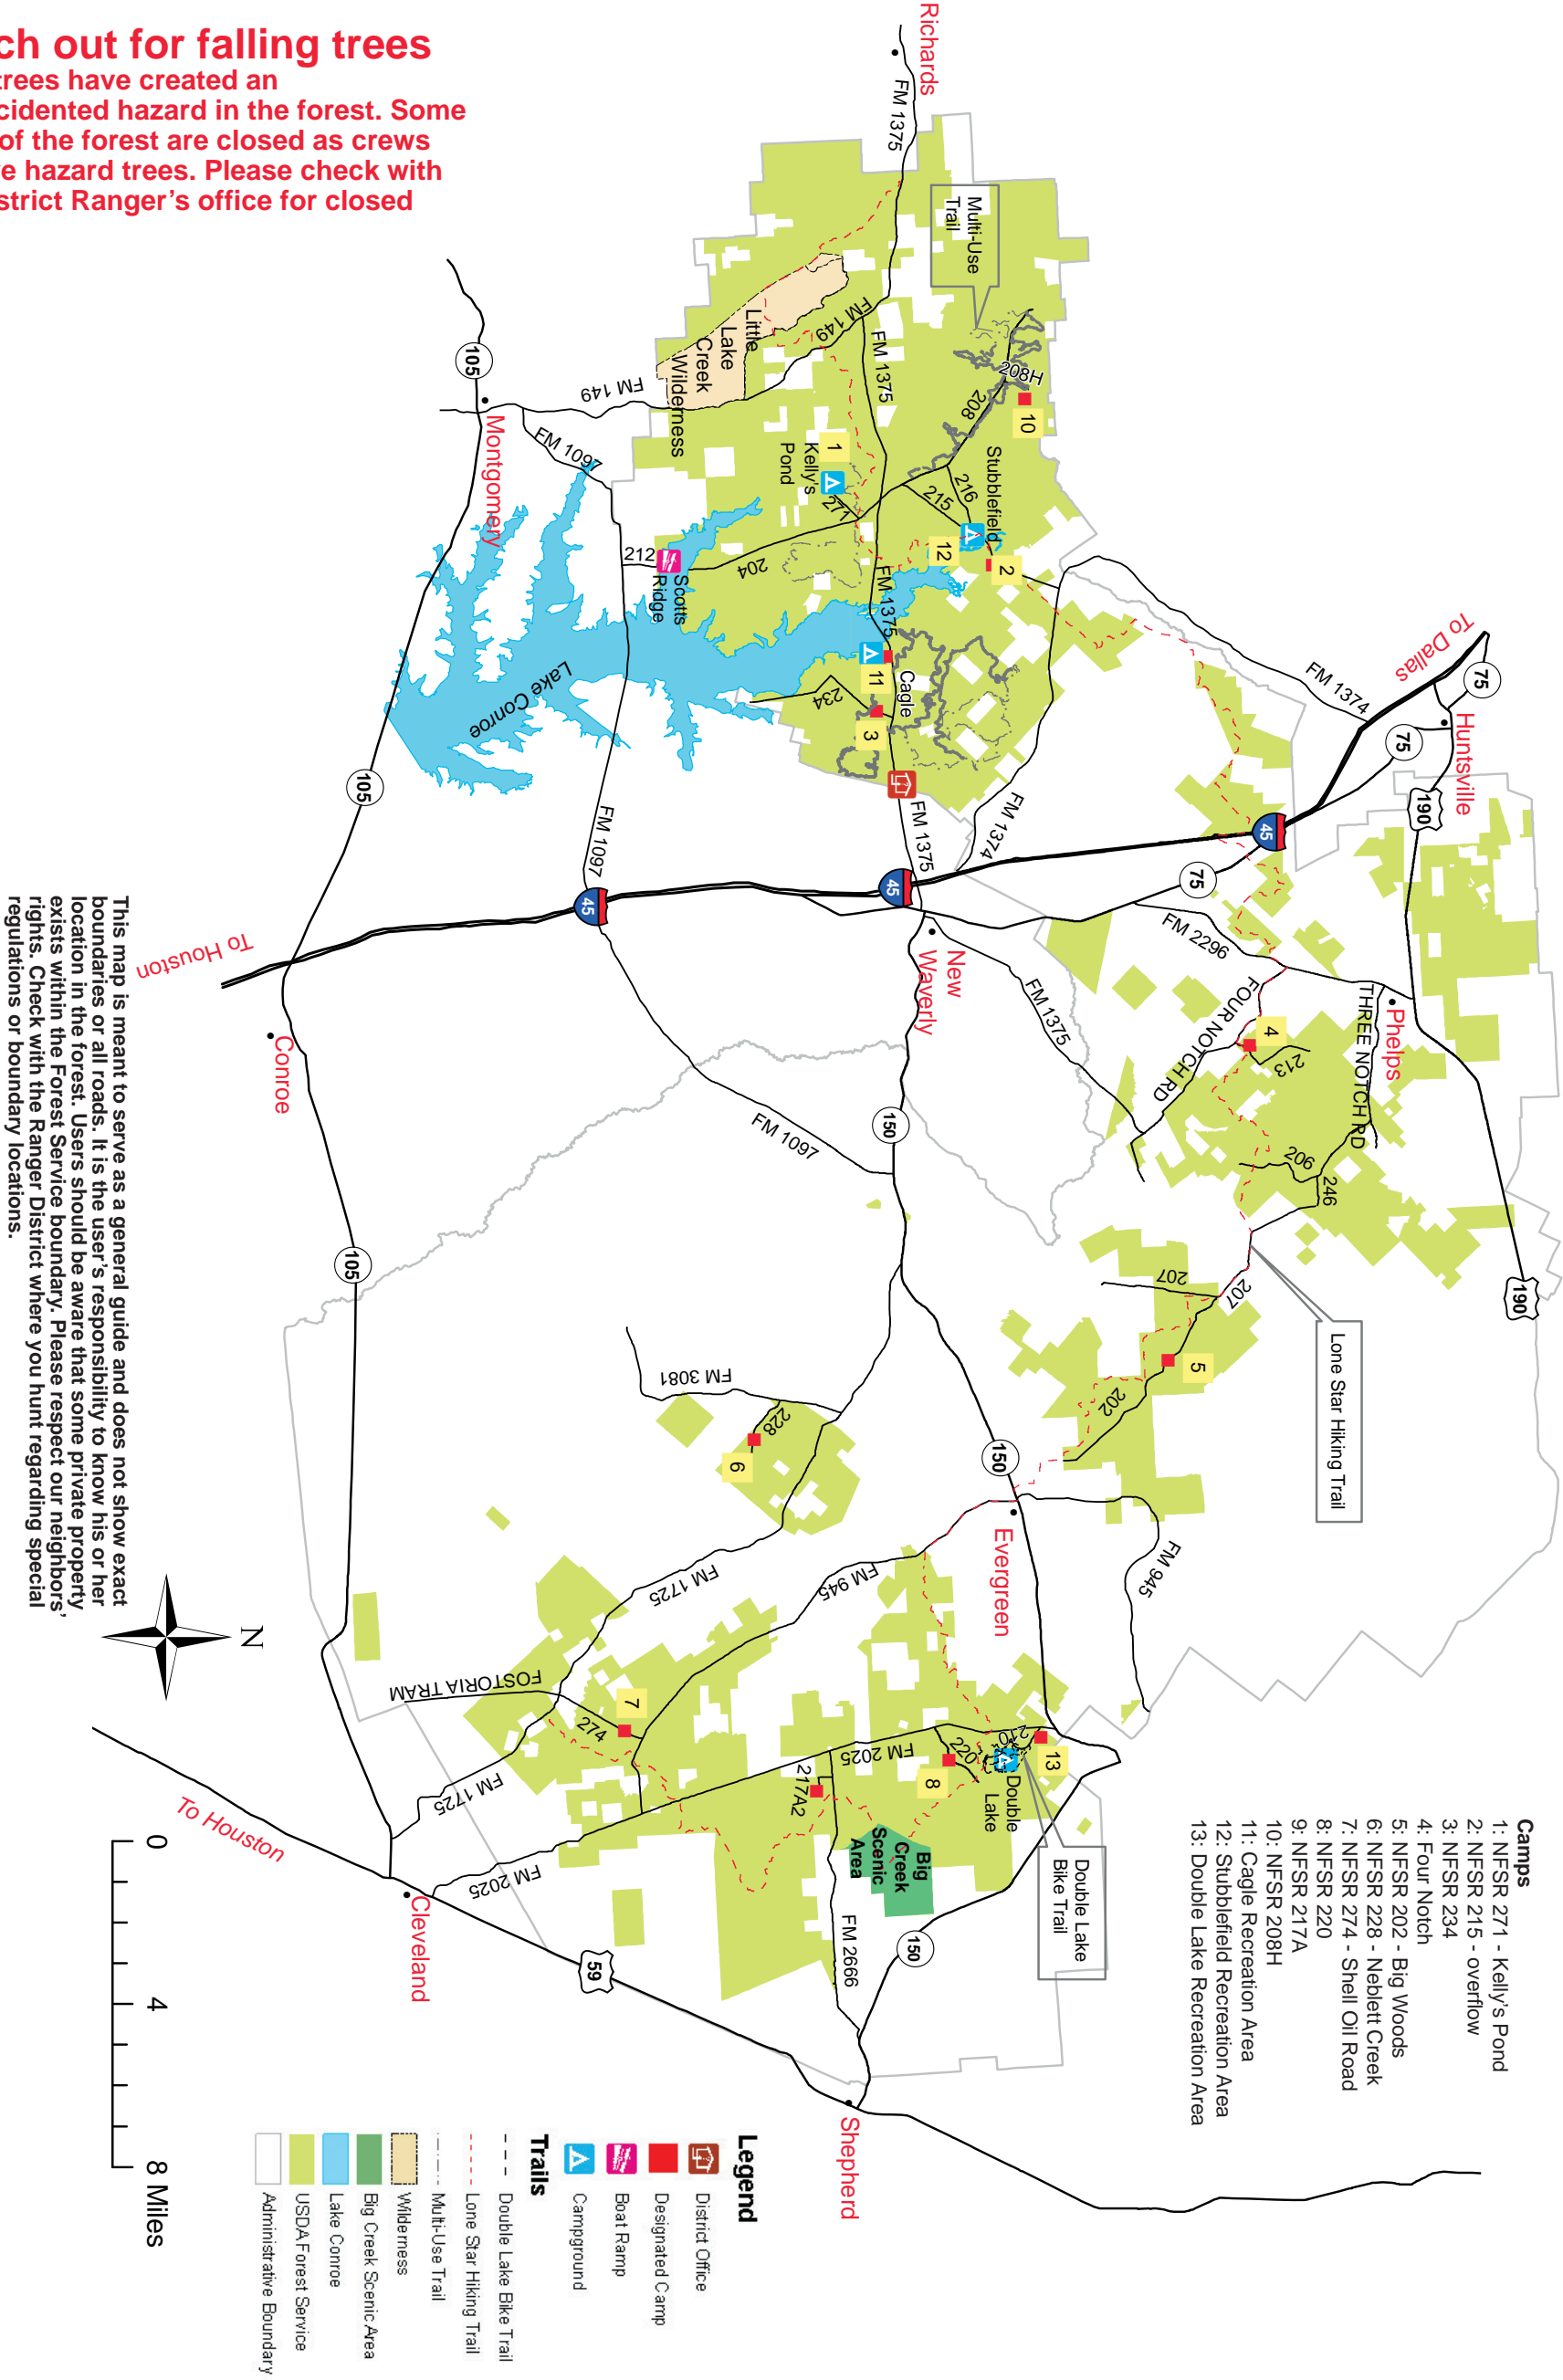 ch out for falling trees
trees have created an
cidented hazard in the forest. Some
of the forest are closed as crews
e hazard trees. Please check with
strict Ranger's office for closed
Richards
FM 1375
Multi-Use
Trail
Little
Lake
Creek
Wilderness
FM 149
FM 1375
208H
208
10
FM 149
105
Montgomery
FM 1097
1
Kelly's
Pond
271
Stubblefield
216
215
12
2
212
Scotts
Ridge
204
FM 1375
Lake Conroe
11
Cagle
234
3
FM 1375
FM 1374
FM 1374
To Dallas
75
Huntsville
75
190
45
75
45
45
FM 1097
105
To Houston
Conroe
New
Waverly
FM 1375
FM 2296
FOUR NOTCH RD
4
213
THREE NOTCH RD
Phelps
206
246
190
150
FM 1097
105
207
207
Lone Star Hiking Trail
5
202
FM 3081
228
6
150
Evergreen
FM 945
FM 945
FM 1725
FOSTORIA TRAM
7
274
FM 2025
217A2
8
220
210
13
Double
Lake
Double Lake
Bike Trail
Big
Creek
Scenic
Area
FM 1725
FM 2025
FM 2666
150
To Houston
Cleveland
59
Shepherd
N
0 4 8 Miles
This map is meant to serve as a general guide and does not show exact
boundaries or all roads. It is the user's responsibility to know his or her
location in the forest. Users should be aware that some private property
exists within the Forest Service boundary. Please respect our neighbors'
rights. Check with the Ranger District where you hunt regarding special
regulations or boundary locations.
Camps
1: NFSR 271 - Kelly's Pond
2: NFSR 215 - overflow
3: NFSR 234
4: Four Notch
5: NFSR 202 - Big Woods
6: NFSR 228 - Neblett Creek
7: NFSR 274 - Shell Oil Road
8: NFSR 220
9: NFSR 217A
10: NFSR 208H
11: Cagle Recreation Area
12: Stubblefield Recreation Area
13: Double Lake Recreation Area
Legend
District Office
Designated Camp
Boat Ramp
Campground
Trails
Double Lake Bike Trail
Lone Star Hiking Trail
Multi-Use Trail
Wilderness
Big Creek Scenic Area
Lake Conroe
USDA Forest Service
Administrative Boundary